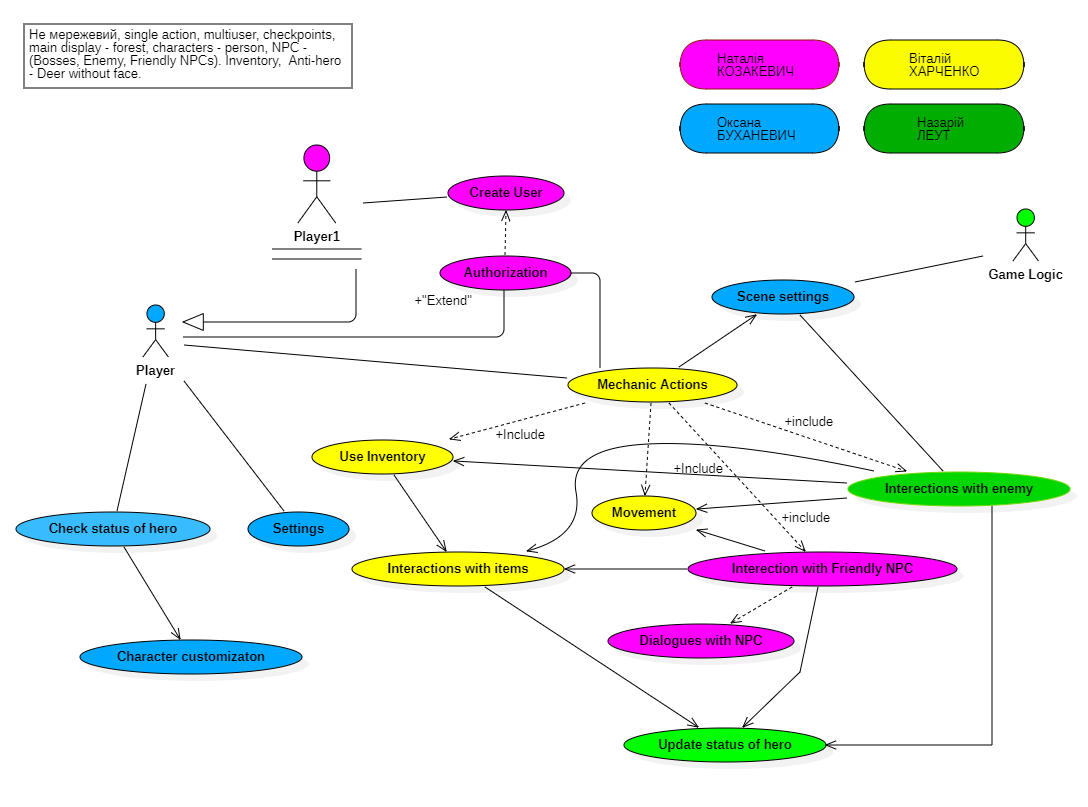 Не мережевий, single action, multiuser, checkpoints,
main display - forest, characters - person, NPC -
(Bosses, Enemy, Friendly NPCs). Inventory,  Anti-hero
- Deer without face.
Наталія
КОЗАКЕВИЧ
Віталій
ХАРЧЕНКО
Оксана
БУХАНЕВИЧ
Назарій
ЛЕУТ
Create User
Player1
Game Logic
Authorization
+"Extend"
Scene settings
Player
Mechanic Actions
+include
+Include
Use Inventory
+Include
Interections with enemy
Movement
+include
Check status of hero
Settings
Interactions with items
Interection with Friendly NPC
Dialogues with NPC
Character customizaton
Update status of hero